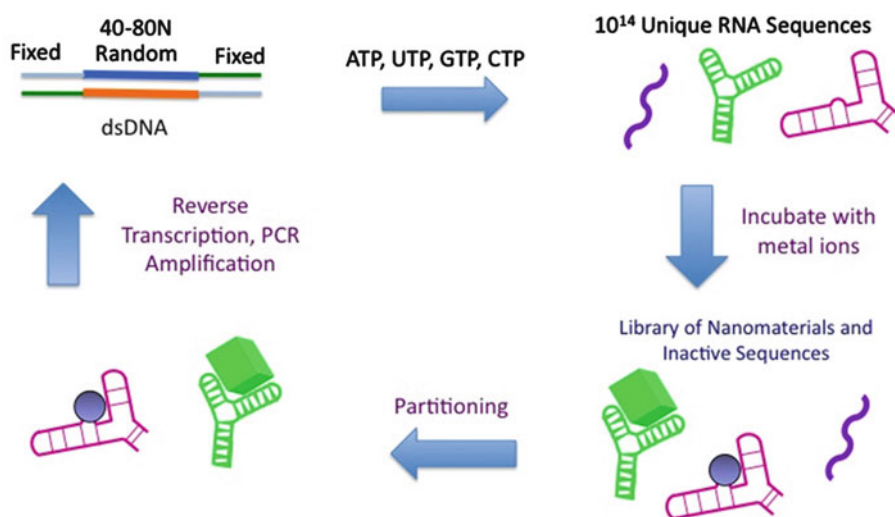 40-80N
Fixed Random Fixed
dsDNA
ATP, UTP, GTP, CTP
10¹⁴ Unique RNA Sequences
Incubate with
metal ions
Library of Nanomaterials and
Inactive Sequences
Partitioning
Reverse
Transcription, PCR
Amplification